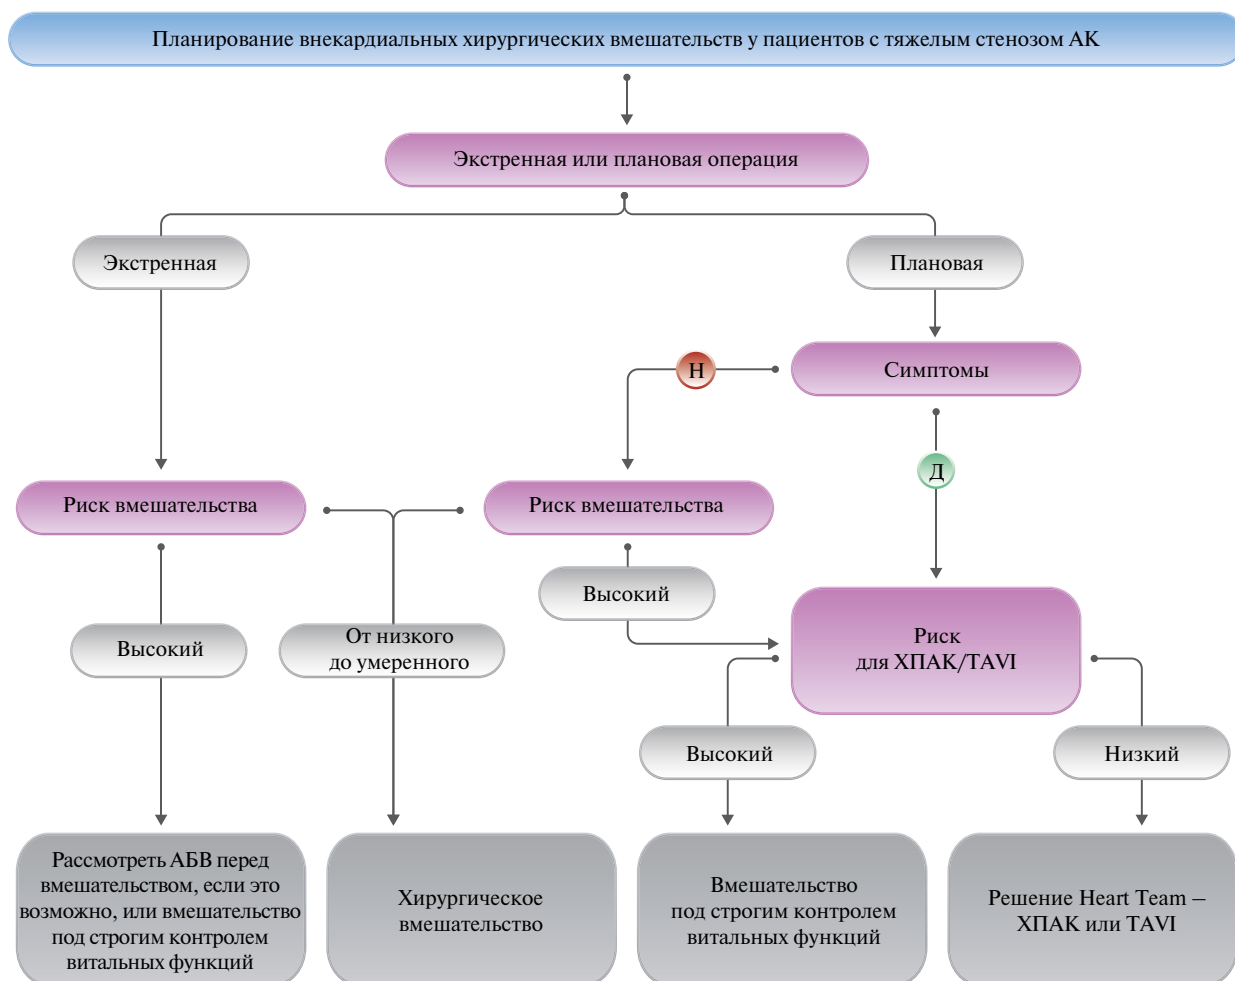 Планирование внекардиальных хирургических вмешательств у пациентов с тяжелым стенозом АК
Экстренная или плановая операция
Экстренная
Плановая
Симптомы
Н
Д
Риск вмешательства
Риск вмешательства
Высокий
Риск
для ХПАК/TAVI
Высокий
От низкого
до умеренного
Высокий
Низкий
Рассмотреть АБВ перед
вмешательством, если это
возможно, или вмешательство
под строгим контролем
витальных функций
Хирургическое
вмешательство
Вмешательство
под строгим контролем
витальных функций
Решение Heart Team –
ХПАК или TAVI